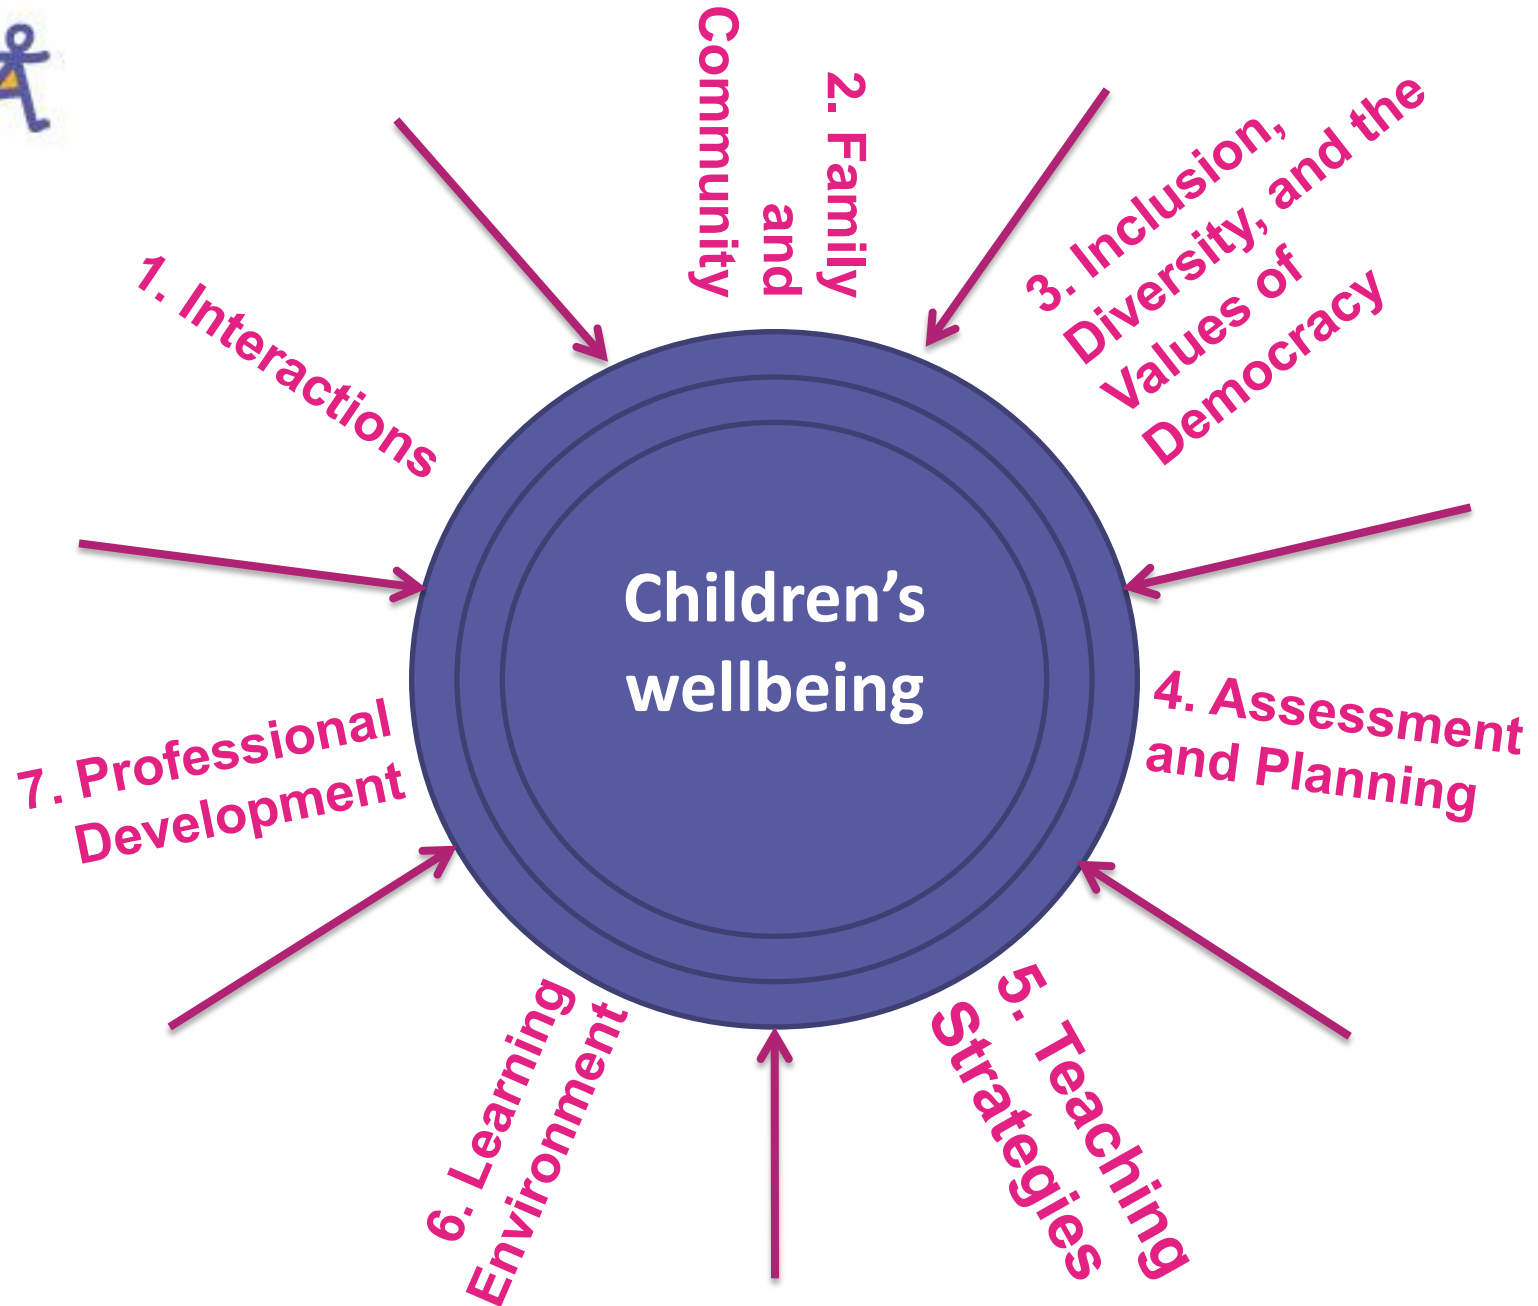 1. Interactions
2. Family
and
Community
3. Inclusion,
Diversity, and the
Values of
Democracy
4. Assessment
and Planning
5. Teaching
Strategies
6. Learning
Environment
7. Professional
Development
Children’s
wellbeing